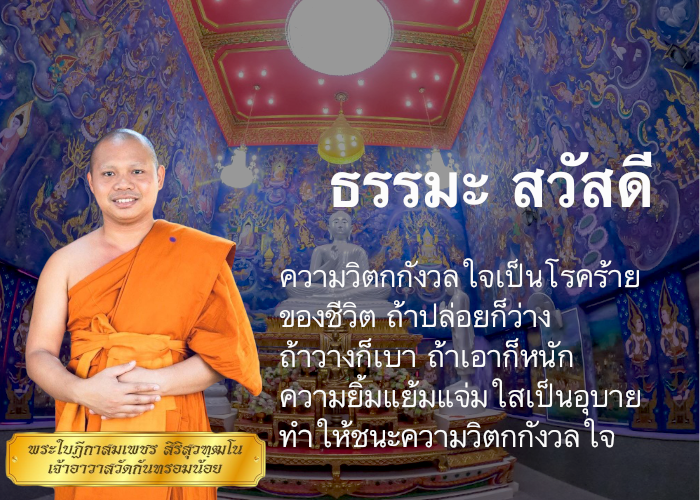 ธรรมะ สวัสดี
ความวิตกกังวลใจเป็นโรคร้าย
ของชีวิต ถ้าปล่อยก็ว่าง
ถ้าวางก็เบา ถ้าเอาก็หนัก
ความยิ้มแย้มแจ่มใสเป็นอุบาย
ทำให้ชนะความวิตกกังวลใจ
พระใบฎีกาสมเพชร สิริสุวฑฺฒโน
เจ้าอาวาสวัดกันทรอมน้อย